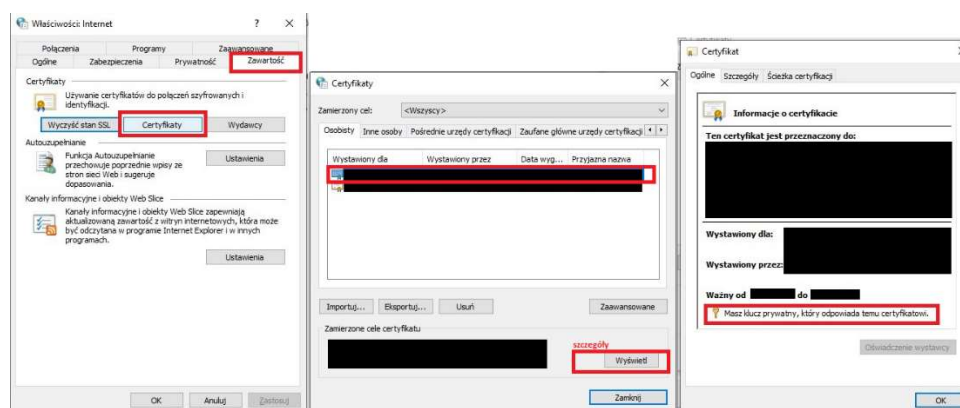 Właściwości: Internet
Połączenia Programy Zaawansowane
Ogólne Zabezpieczenia Prywatność Zawartość
Certyfikaty
Używanie certyfikatów do połączeń szyfrowanych i
identyfikacji.
Wyczyść stan SSL Certyfikaty Wydawcy
Autouzupełnianie
Funkcja Autouzupełnianie
przechowuje poprzednie wpisy ze
stron sieci Web i sugeruje
dopasowania.
Ustawienia
Kanały informacyjne i obiekty Web Slice
Kanały informacyjne i obiekty Web Slice zapewniają
aktualizowaną zawartość z witryn internetowych, która może
być odczytana w programie Internet Explorer i w innych
programach.
Ustawienia
OK Anuluj Zastosuj
Certyfikaty
Zamierzony cel: <Wszyscy>
Osobisty Inne osoby Pośrednie urzędy certyfikacji Zaufane główne urzędy certyfikacji
Wystawiony dla Wystawiony przez Data wyg... Przyjazna nazwa
Importuj... Eksportuj... Usuń Zaawansowane
Zamierzone cele certyfikatu
szczegóły
Wyświetl
Zamknij
Certyfikat
Ogólne Szczegóły Ścieżka certyfikacji
Informacje o certyfikacie
Ten certyfikat jest przeznaczony do:
Wystawiony dla:
Wystawiony przez:
Ważny od do
Masz klucz prywatny, który odpowiada temu certyfikatowi.
Oświadczenie wystawcy
OK